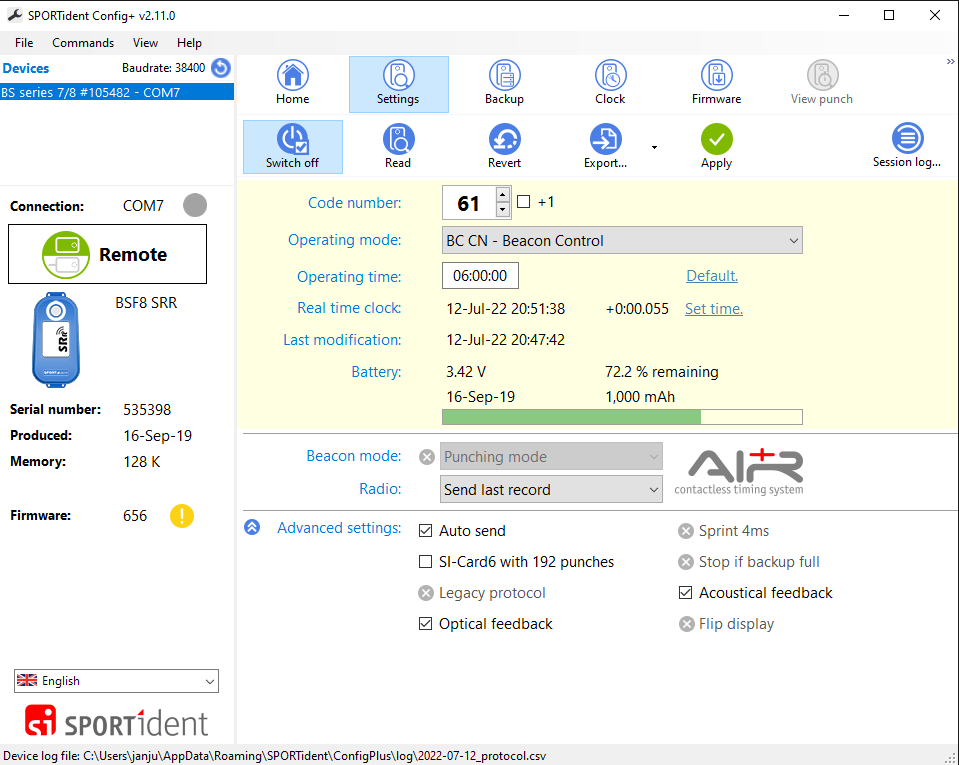 SPORTident Config+ v2.11.0
File Commands View Help
Devices Baudrate: 38400
BS series 7/8 #105482 - COM7
Home Settings Backup Clock Firmware View punch »
Switch off Read Revert Export... Apply Session log...
Connection: COM7
Remote
BSF8 SRR
SRR
SPORTident
Serial number: 535398
Produced: 16-Sep-19
Memory: 128 K
Firmware: 656
English
SPORTident
Code number: 61 +1
Operating mode: BC CN - Beacon Control
Operating time: 06:00:00 Default.
Real time clock: 12-Jul-22 20:51:38 +0:00.055 Set time.
Last modification: 12-Jul-22 20:47:42
Battery: 3.42 V 72.2 % remaining
16-Sep-19 1,000 mAh
Beacon mode: Punching mode
AIR+
contactless timing system
Radio: Send last record
Advanced settings: Auto send Sprint 4ms
SI-Card6 with 192 punches Stop if backup full
Legacy protocol Acoustical feedback
Optical feedback Flip display
Device log file: C:\Users\janju\AppData\Roaming\SPORTident\ConfigPlus\log\2022-07-12_protocol.csv